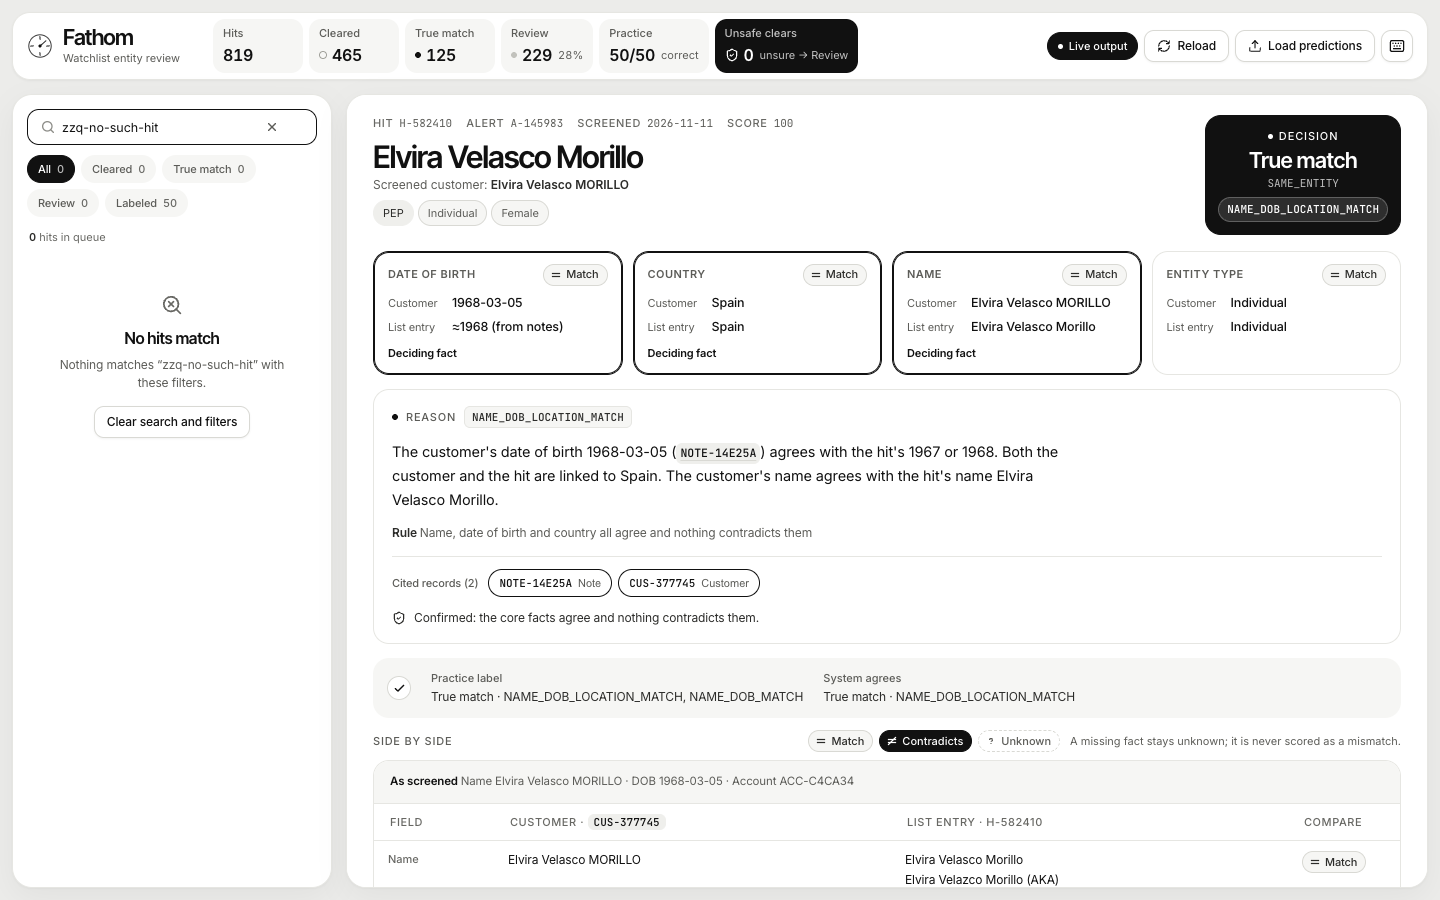 Fathom
Watchlist entity review
Hits
819
Cleared
465
True match
125
Review
229 28%
Practice
50/50 correct
Unsafe clears
0 unsure → Review
Live output
Reload
Load predictions
zzq-no-such-hit
All 0
Cleared 0
True match 0
Review 0
Labeled 50
0 hits in queue
No hits match
Nothing matches “zzq-no-such-hit” with
these filters.
Clear search and filters
HIT H-582410 ALERT A-145983 SCREENED 2026-11-11 SCORE 100
Elvira Velasco Morillo
Screened customer: Elvira Velasco MORILLO
PEP Individual Female
DECISION
True match
SAME_ENTITY
NAME_DOB_LOCATION_MATCH
DATE OF BIRTH = Match
Customer 1968-03-05
List entry ≈1968 (from notes)
Deciding fact
COUNTRY = Match
Customer Spain
List entry Spain
Deciding fact
NAME = Match
Customer Elvira Velasco MORILLO
List entry Elvira Velasco Morillo
Deciding fact
ENTITY TYPE = Match
Customer Individual
List entry Individual
REASON NAME_DOB_LOCATION_MATCH
The customer's date of birth 1968-03-05 (NOTE-14E25A) agrees with the hit's 1967 or 1968. Both the
customer and the hit are linked to Spain. The customer's name agrees with the hit's name Elvira
Velasco Morillo.
Rule Name, date of birth and country all agree and nothing contradicts them
Cited records (2) NOTE-14E25A Note CUS-377745 Customer
Confirmed: the core facts agree and nothing contradicts them.
Practice label
True match · NAME_DOB_LOCATION_MATCH, NAME_DOB_MATCH
System agrees
True match · NAME_DOB_LOCATION_MATCH
SIDE BY SIDE = Match ≠ Contradicts ? Unknown A missing fact stays unknown; it is never scored as a mismatch.
As screened Name Elvira Velasco MORILLO · DOB 1968-03-05 · Account ACC-C4CA34
FIELD CUSTOMER · CUS-377745 LIST ENTRY · H-582410 COMPARE
Name Elvira Velasco MORILLO Elvira Velasco Morillo = Match
Elvira Velazco Morillo (AKA)